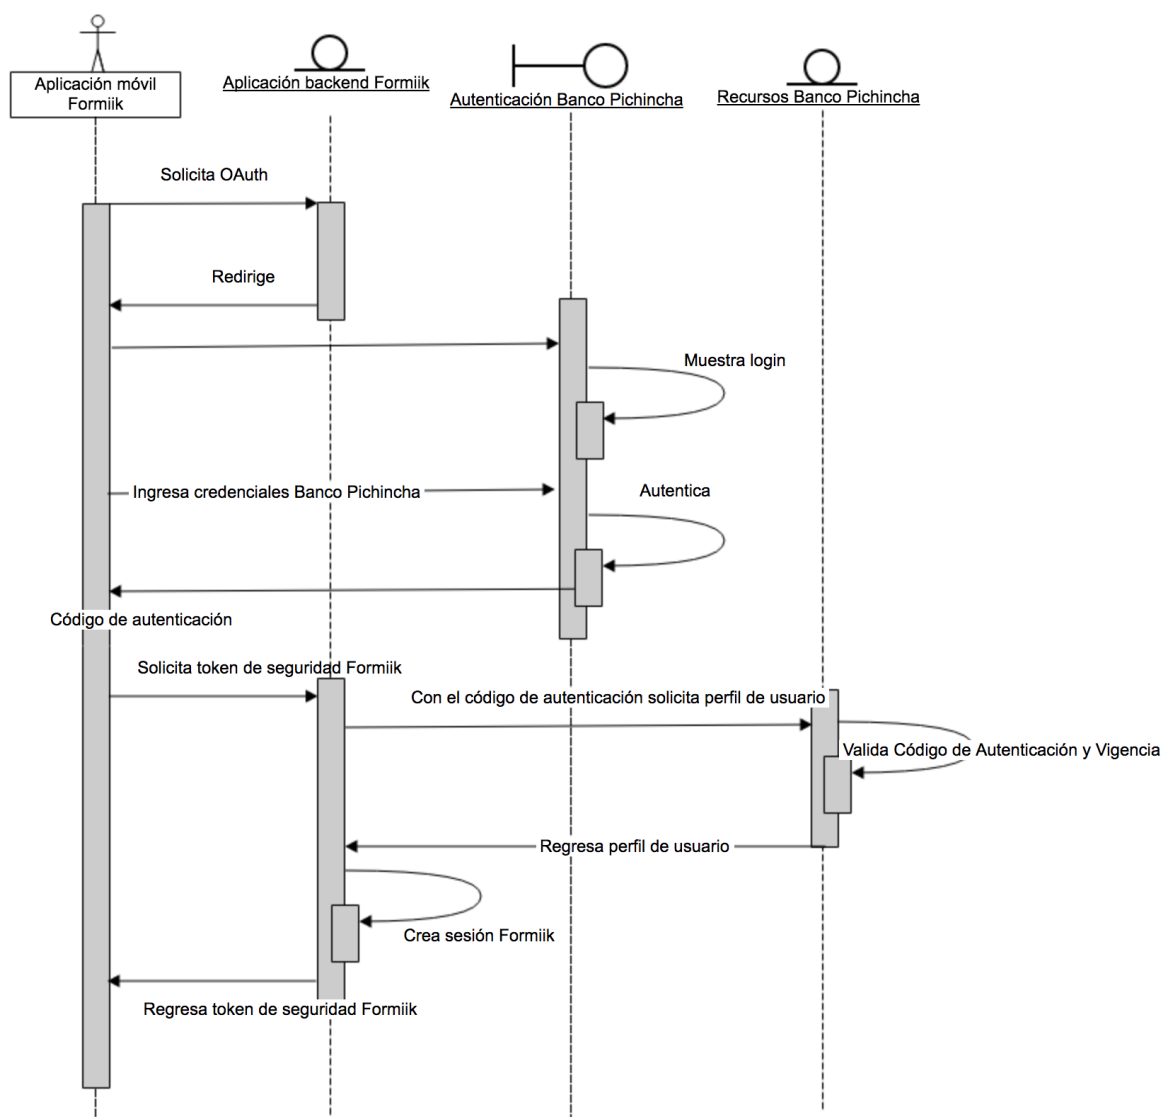 Aplicación móvil
Formiik
Aplicación backend Formiik
Autenticación Banco Pichincha
Recursos Banco Pichincha
Solicita OAuth
Redirige
Muestra login
Ingresa credenciales Banco Pichincha
Autentica
Código de autenticación
Solicita token de seguridad Formiik
Con el código de autenticación solicita perfil de usuario
Valida Código de Autenticación y Vigencia
Regresa perfil de usuario
Crea sesión Formiik
Regresa token de seguridad Formiik